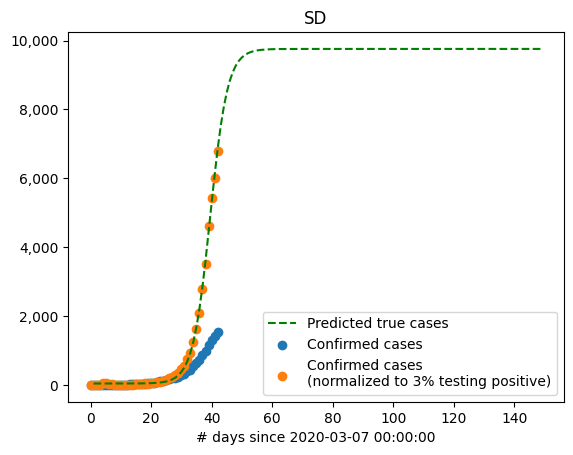 SD
10,000
8,000
6,000
4,000
2,000
0
0 20 40 60 80 100 120 140
# days since 2020-03-07 00:00:00
Predicted true cases
Confirmed cases
Confirmed cases
(normalized to 3% testing positive)